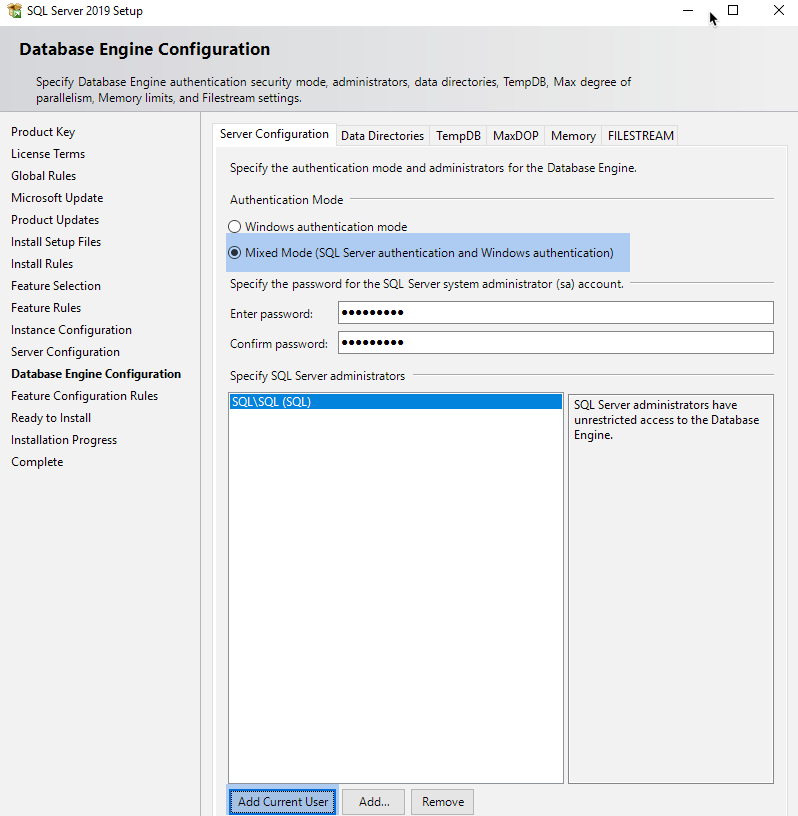 SQL Server 2019 Setup
Database Engine Configuration
Specify Database Engine authentication security mode, administrators, data directories, TempDB, Max degree of
parallelism, Memory limits, and Filestream settings.
Product Key
License Terms
Global Rules
Microsoft Update
Product Updates
Install Setup Files
Install Rules
Feature Selection
Feature Rules
Instance Configuration
Server Configuration
Database Engine Configuration
Feature Configuration Rules
Ready to Install
Installation Progress
Complete
Server Configuration Data Directories TempDB MaxDOP Memory FILESTREAM
Specify the authentication mode and administrators for the Database Engine.
Authentication Mode
Windows authentication mode
Mixed Mode (SQL Server authentication and Windows authentication)
Specify the password for the SQL Server system administrator (sa) account.
Enter password: ●●●●●●●●●
Confirm password: ●●●●●●●●●
Specify SQL Server administrators
SQL\SQL (SQL)
SQL Server administrators have
unrestricted access to the Database
Engine.
Add Current User Add... Remove